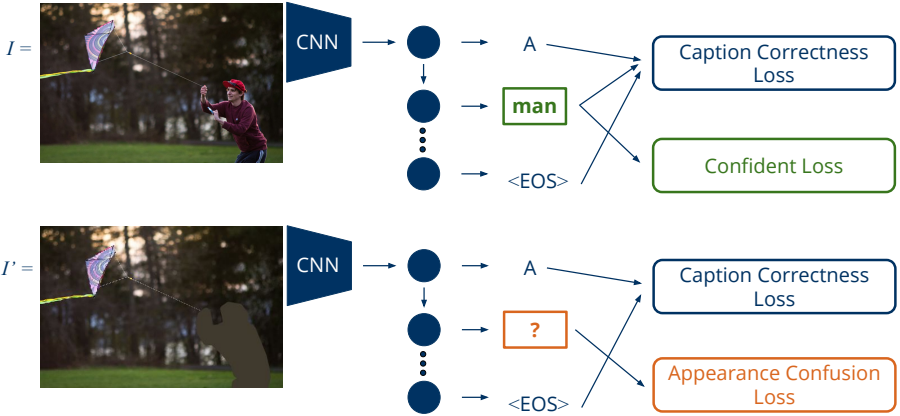 I =
CNN
A
man
<EOS>
Caption Correctness
Loss
Confident Loss
I’ =
CNN
A
?
<EOS>
Caption Correctness
Loss
Appearance Confusion
Loss